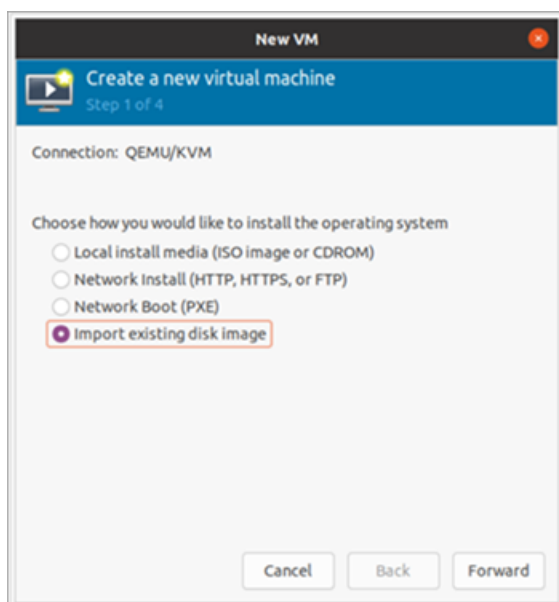 New VM
Create a new virtual machine
Step 1 of 4
Connection: QEMU/KVM
Choose how you would like to install the operating system
Local install media (ISO image or CDROM)
Network Install (HTTP, HTTPS, or FTP)
Network Boot (PXE)
Import existing disk image
Cancel Back Forward